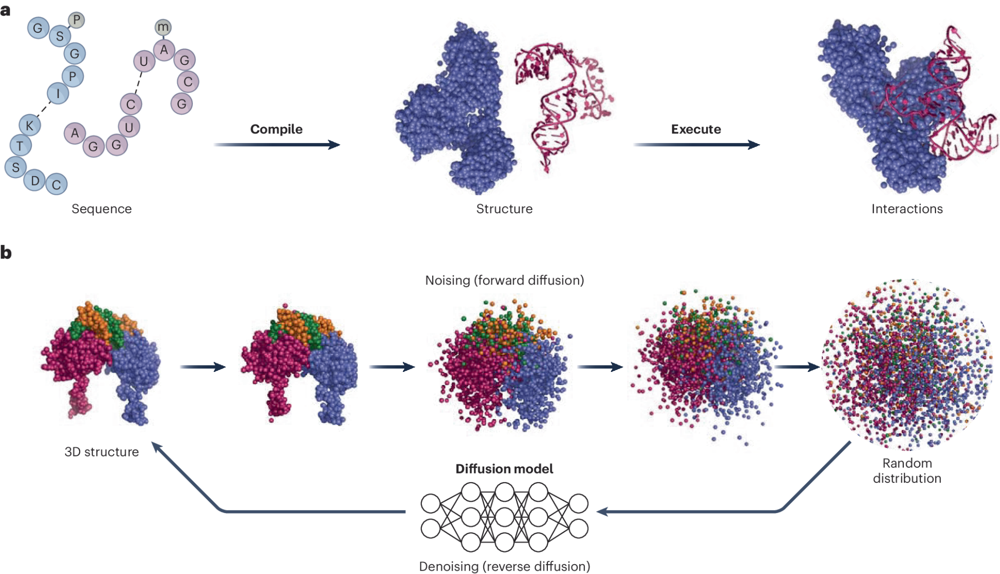 a
P
G
S
G
P
I
K
T
S
D
C
m
A
U
G
C
G
C
U
G
G
A
Compile
Execute
Sequence
Structure
Interactions
b
Noising (forward diffusion)
3D structure
Random
distribution
Diffusion model
Denoising (reverse diffusion)